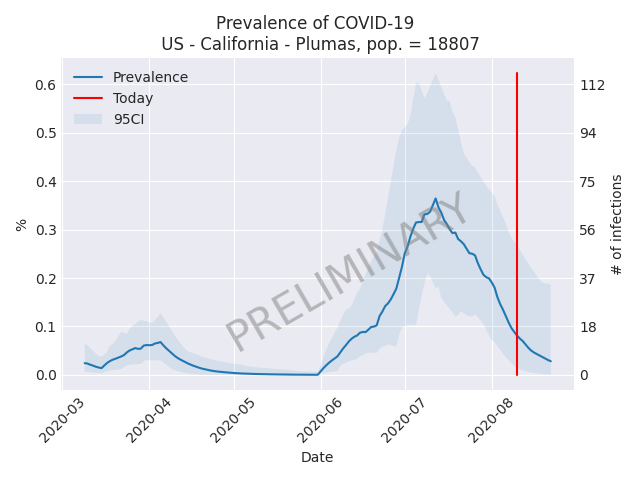 Prevalence of COVID-19
US - California - Plumas, pop. = 18807
Prevalence
Today
95CI
0.6
0.5
0.4
0.3
0.2
0.1
0.0
%
112
94
75
56
37
18
0
# of infections
PRELIMINARY
2020-03
2020-04
2020-05
2020-06
2020-07
2020-08
Date